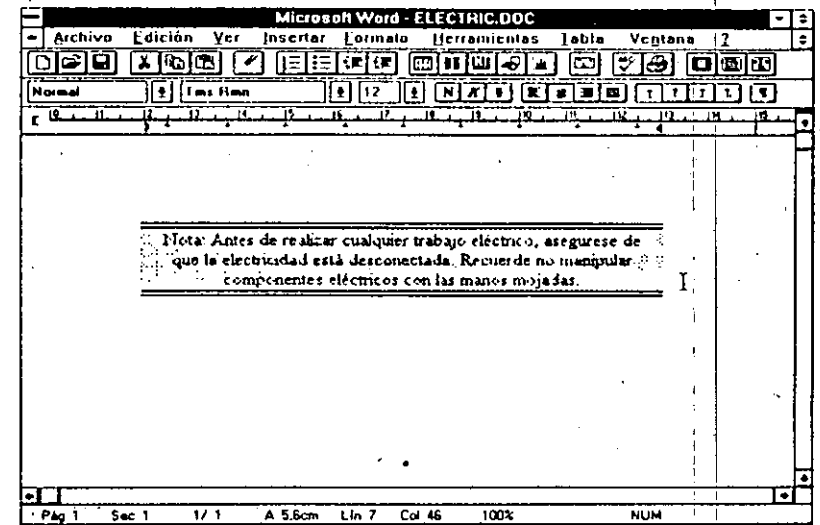 Microsoft Word - ELECTRIC.DOC
Archivo Edición Ver Insertar Formato Herramientas Tabla Ventana ?
Normal Tms Rmn 12 N K S
Nota: Antes de realizar cualquier trabajo eléctrico, asegurese de
que la electricidad está desconectada. Recuerde no manipular
componentes eléctricos con las manos mojadas.
Pág 1 Sec 1 1/1 A 5.6cm Lín 7 Col 46 100% NUM